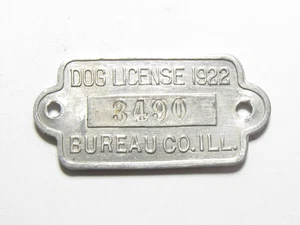 DOG LICENSE 1922
3490
BUREAU CO. ILL.